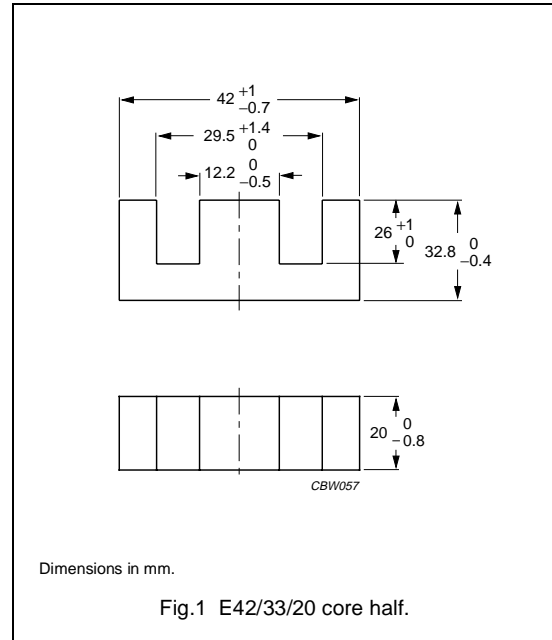 42 +1 −0.7
29.5 +1.4 0
12.2 0 −0.5
26 +1 0
32.8 0 −0.4
20 0 −0.8
CBW057
Dimensions in mm.
Fig.1 E42/33/20 core half.